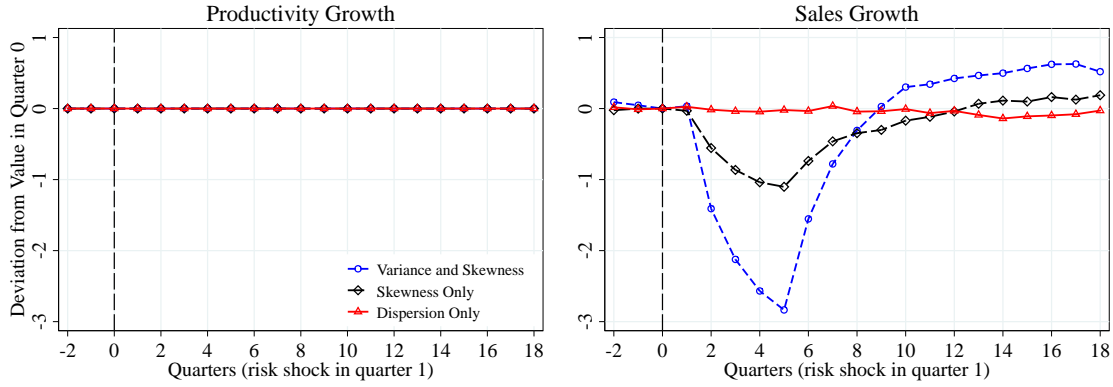 Productivity Growth
Deviation from Value in Quarter 0
1
0
-1
-2
-3
Variance and Skewness
Skewness Only
Dispersion Only
-2 0 2 4 6 8 10 12 14 16 18
Quarters (risk shock in quarter 1)
Sales Growth
1
0
-1
-2
-3
-2 0 2 4 6 8 10 12 14 16 18
Quarters (risk shock in quarter 1)